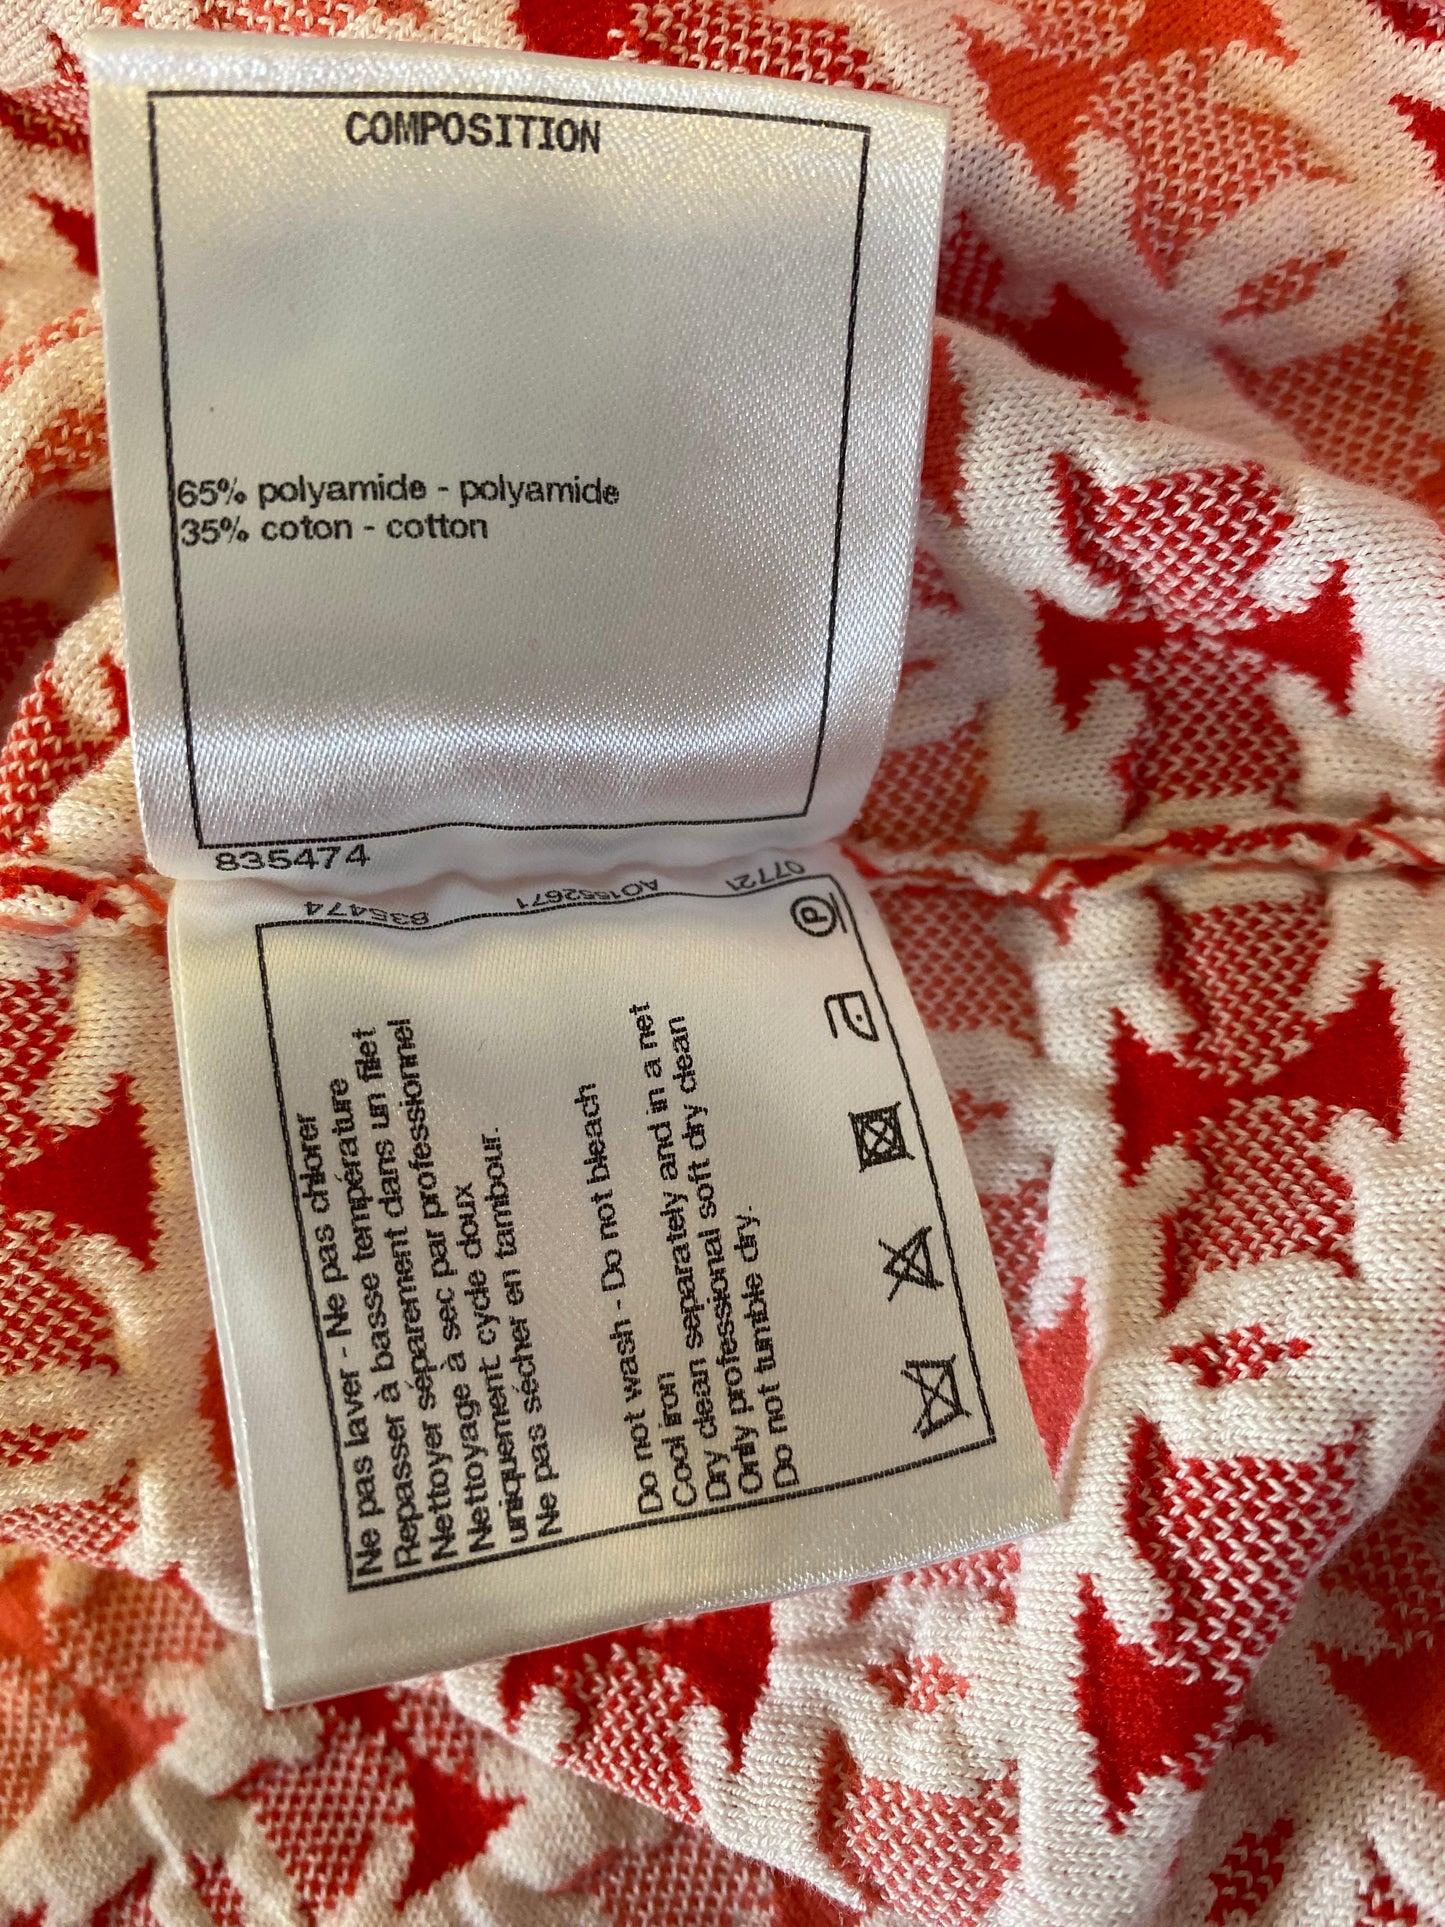 COMPOSITION
65% polyamide - polyamide
35% coton - cotton
835474
835474 AO1552671 07721
Ne pas laver - Ne pas chlorer
Repasser à basse température
Nettoyer séparement dans un filet
Nettoyage à sec par professionnel
uniquement cycle doux
Ne pas sécher en tambour.
Do not wash - Do not bleach
Cool iron
Dry clean separately and in a net
Only professional soft dry clean
Do not tumble dry.
P